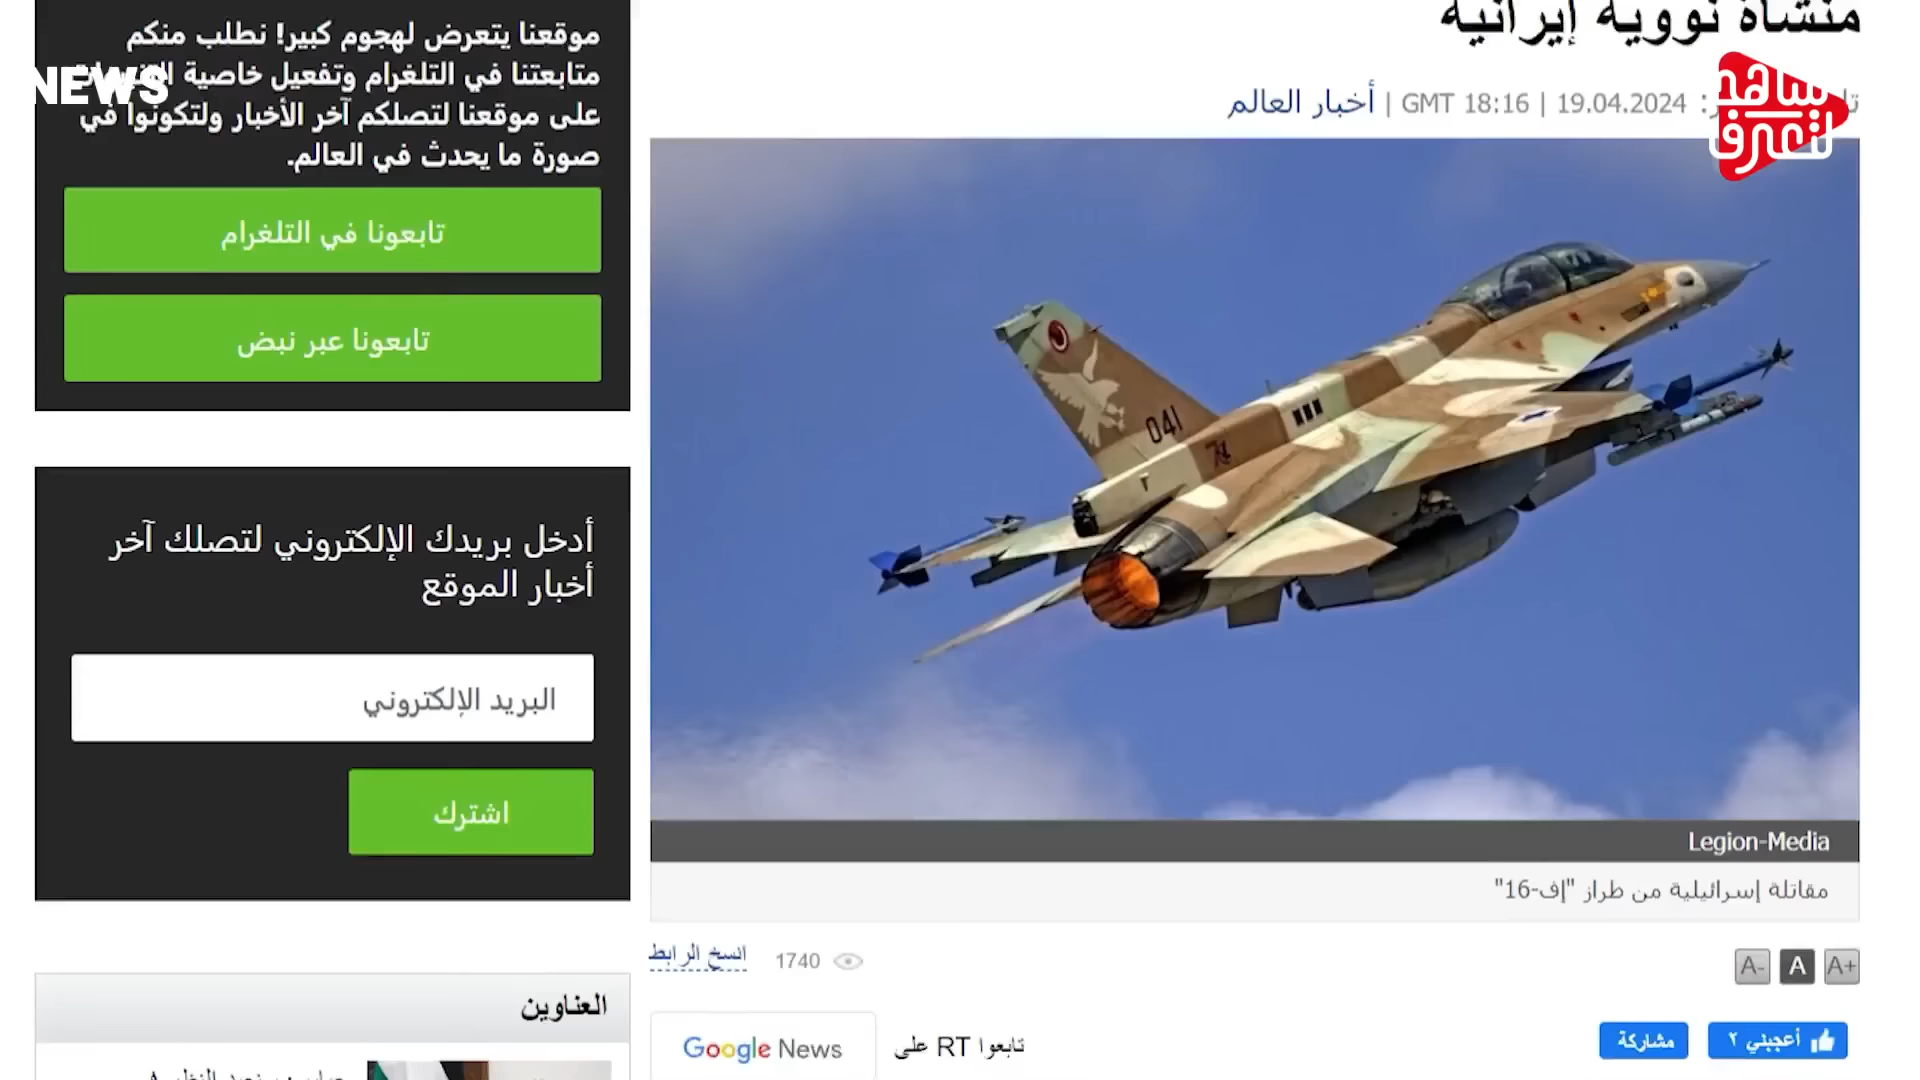 منشأة نووية إيرانية
أخبار العالم | GMT 18:16 | 19.04.2024
شاهد
لتعرف
NEWS
موقعنا يتعرض لهجوم كبير! نطلب منكم
متابعتنا في التلغرام وتفعيل خاصية
على موقعنا لتصلكم آخر الأخبار ولتكونوا في
صورة ما يحدث في العالم.
تابعونا في التلغرام
تابعونا عبر نبض
أدخل بريدك الإلكتروني لتصلك آخر
أخبار الموقع
البريد الإلكتروني
اشترك
العناوين
041
Legion-Media
مقاتلة إسرائيلية من طراز "إف-16"
انسخ الرابط
1740
A- A A+
تابعوا RT على
Google News
أعجبني ٢
مشاركة